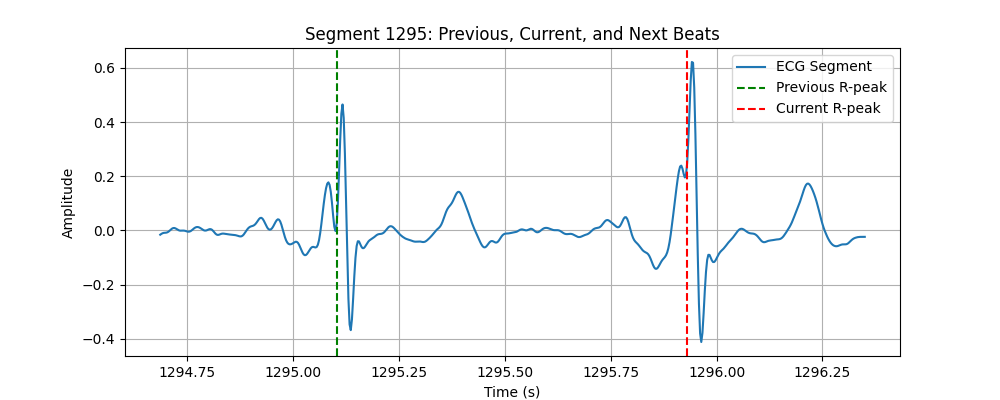 Segment 1295: Previous, Current, and Next Beats
ECG Segment
Previous R-peak
Current R-peak
Amplitude
0.6
0.4
0.2
0.0
−0.2
−0.4
1294.75 1295.00 1295.25 1295.50 1295.75 1296.00 1296.25
Time (s)